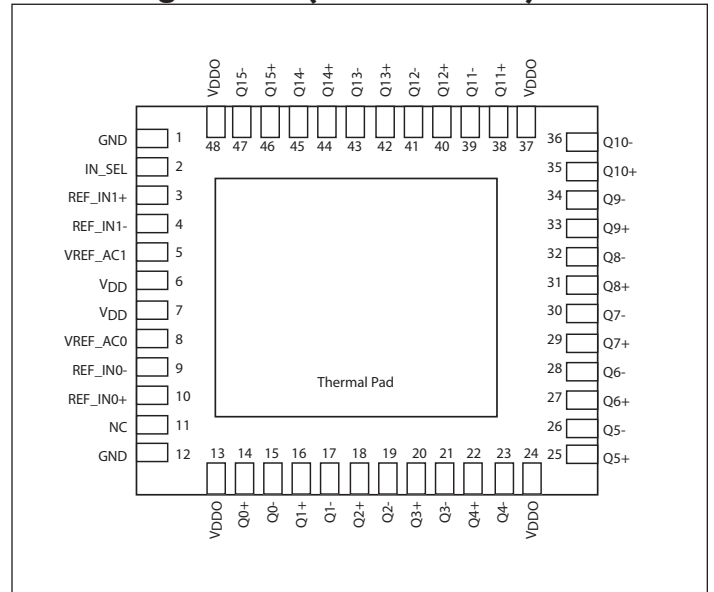 VDDO Q15- Q15+ Q14- Q14+ Q13- Q13+ Q12- Q12+ Q11- Q11+ VDDO
48 47 46 45 44 43 42 41 40 39 38 37
GND 1
IN_SEL 2
REF_IN1+ 3
REF_IN1- 4
VREF_AC1 5
VDD 6
VDD 7
VREF_AC0 8
REF_IN0- 9
REF_IN0+ 10
NC 11
GND 12
Thermal Pad
36 Q10-
35 Q10+
34 Q9-
33 Q9+
32 Q8-
31 Q8+
30 Q7-
29 Q7+
28 Q6-
27 Q6+
26 Q5-
25 Q5+
13 14 15 16 17 18 19 20 21 22 23 24
VDDO Q0+ Q0- Q1+ Q1- Q2+ Q2- Q3+ Q3- Q4+ Q4- VDDO